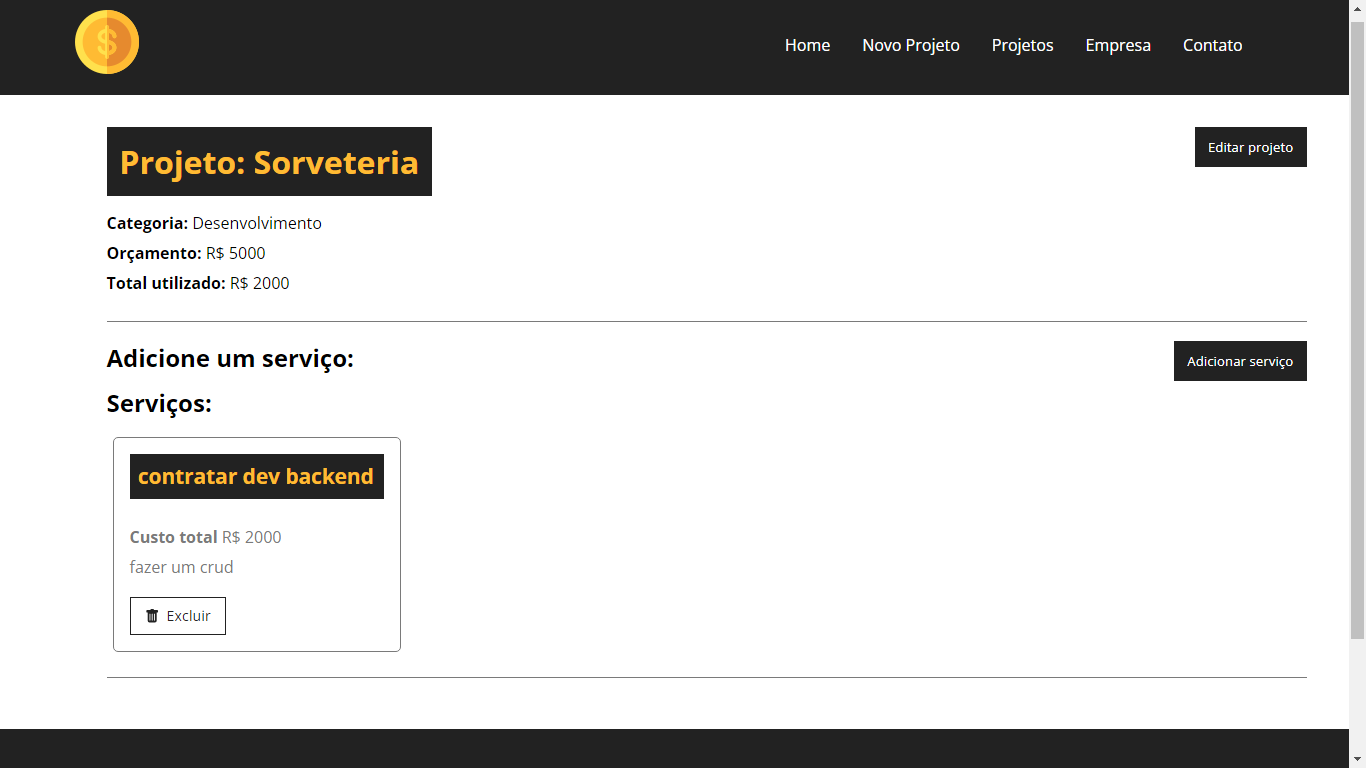 $
Home Novo Projeto Projetos Empresa Contato
Projeto: Sorveteria
Editar projeto
Categoria: Desenvolvimento
Orçamento: R$ 5000
Total utilizado: R$ 2000
Adicione um serviço:
Adicionar serviço
Serviços:
contratar dev backend
Custo total R$ 2000
fazer um crud
Excluir